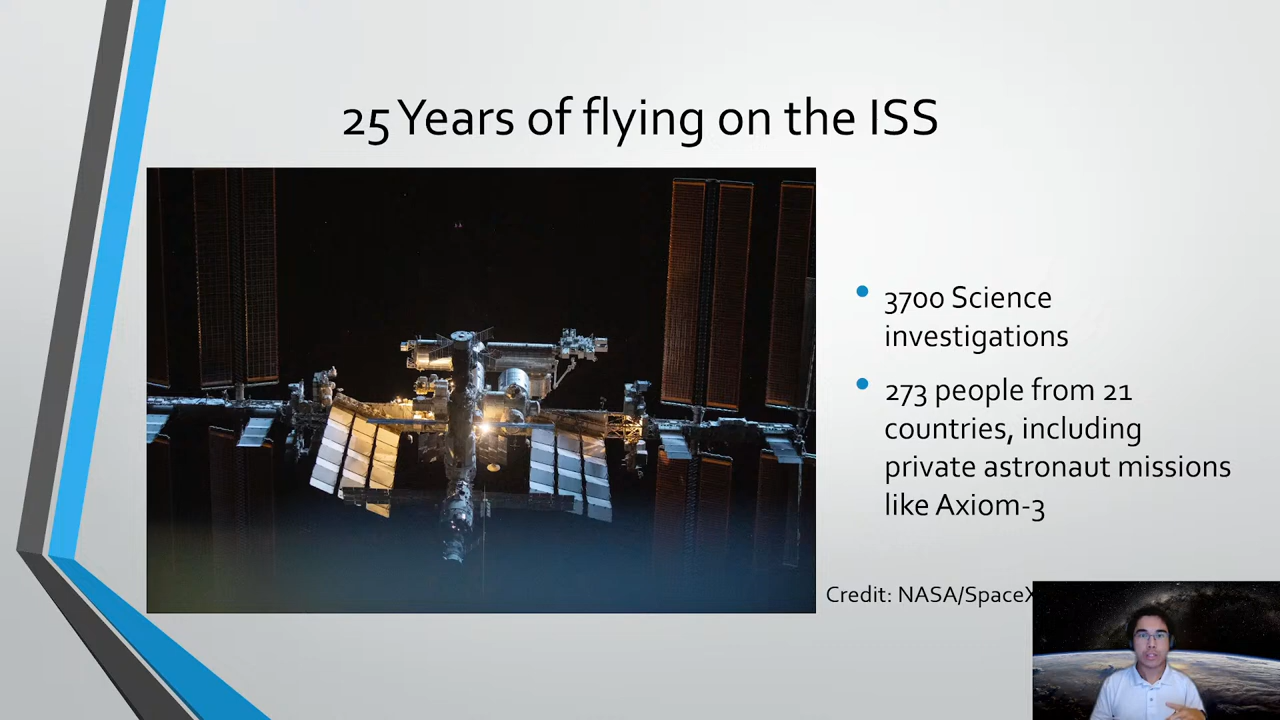 25 Years of flying on the ISS
3700 Science
investigations
273 people from 21
countries, including
private astronaut missions
like Axiom-3
Credit: NASA/SpaceX